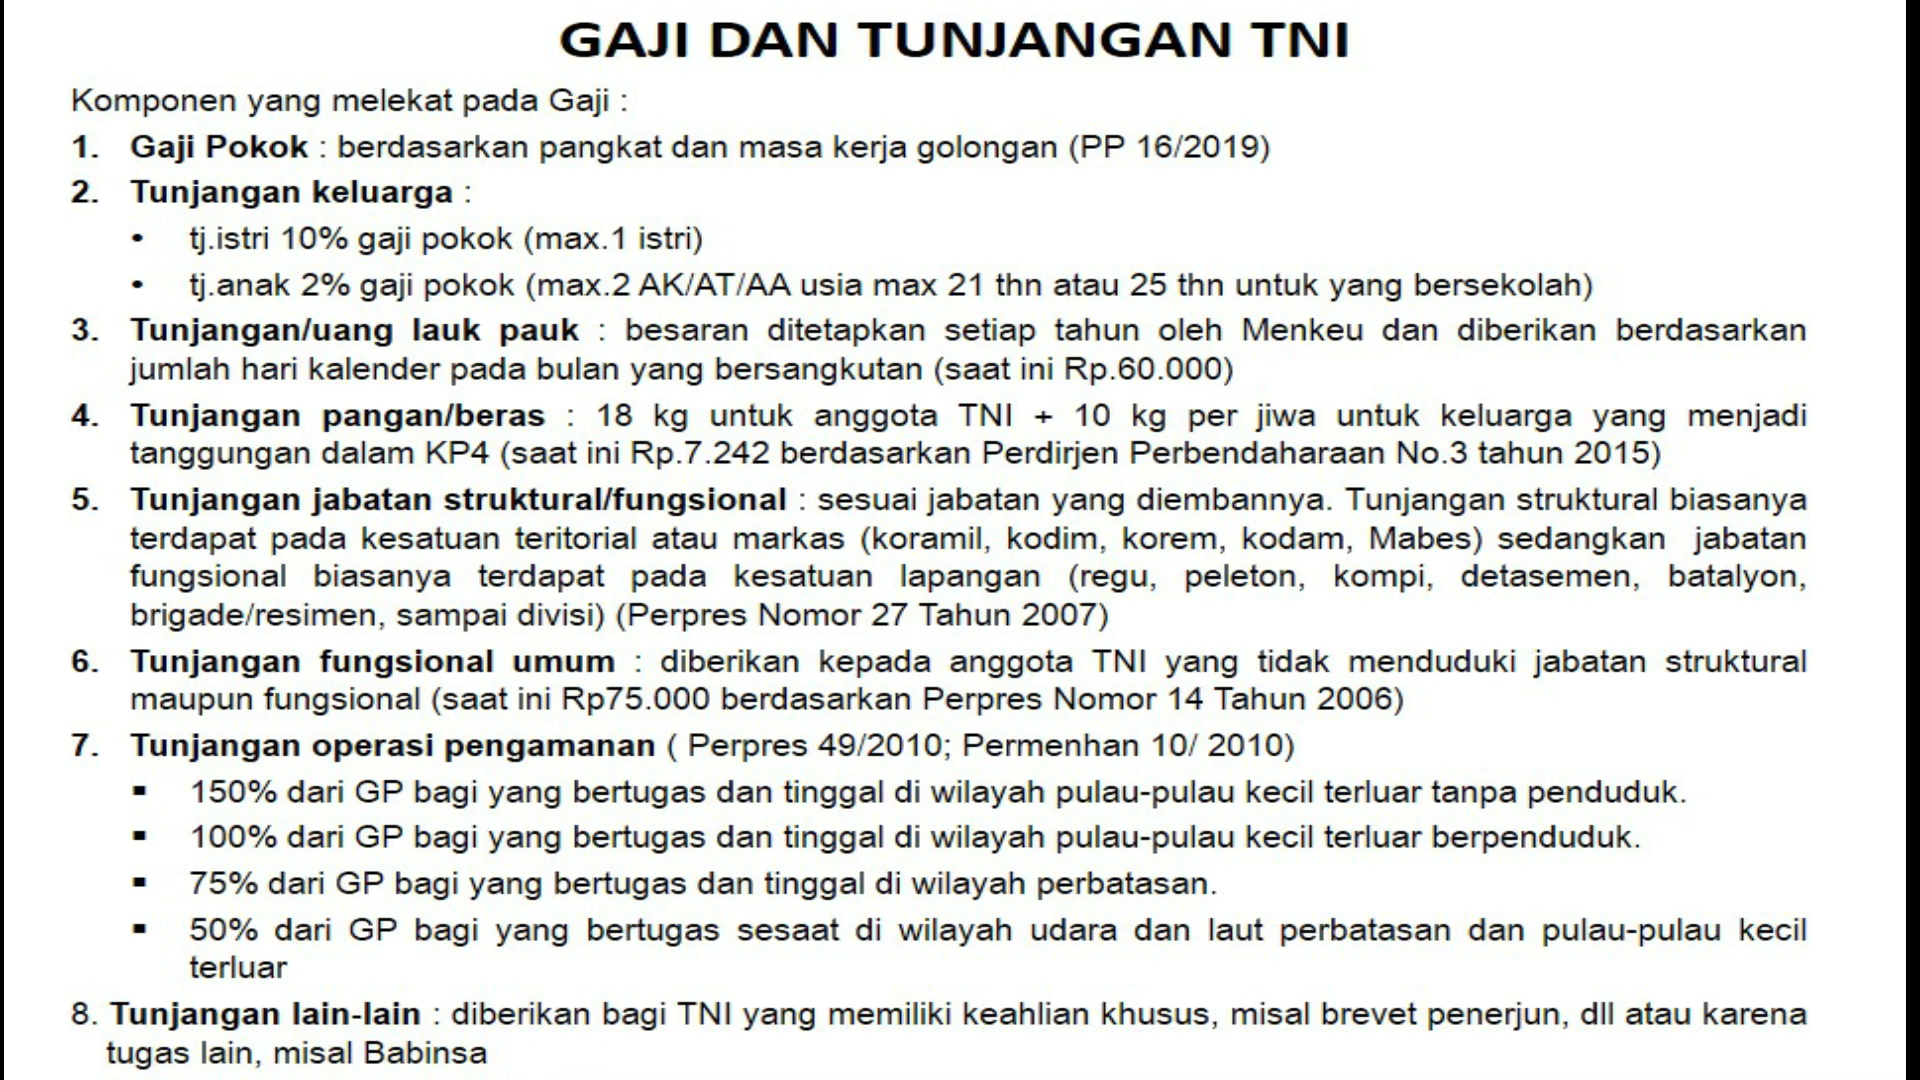 GAJI DAN TUNJANGAN TNI
Komponen yang melekat pada Gaji :
1. Gaji Pokok : berdasarkan pangkat dan masa kerja golongan (PP 16/2019)
2. Tunjangan keluarga :
• tj.istri 10% gaji pokok (max.1 istri)
• tj.anak 2% gaji pokok (max.2 AK/AT/AA usia max 21 thn atau 25 thn untuk yang bersekolah)
3. Tunjangan/uang lauk pauk : besaran ditetapkan setiap tahun oleh Menkeu dan diberikan berdasarkan
jumlah hari kalender pada bulan yang bersangkutan (saat ini Rp.60.000)
4. Tunjangan pangan/beras : 18 kg untuk anggota TNI + 10 kg per jiwa untuk keluarga yang menjadi
tanggungan dalam KP4 (saat ini Rp.7.242 berdasarkan Perdirjen Perbendaharaan No.3 tahun 2015)
5. Tunjangan jabatan struktural/fungsional : sesuai jabatan yang diembannya. Tunjangan struktural biasanya
terdapat pada kesatuan teritorial atau markas (koramil, kodim, korem, kodam, Mabes) sedangkan jabatan
fungsional biasanya terdapat pada kesatuan lapangan (regu, peleton, kompi, detasemen, batalyon,
brigade/resimen, sampai divisi) (Perpres Nomor 27 Tahun 2007)
6. Tunjangan fungsional umum : diberikan kepada anggota TNI yang tidak menduduki jabatan struktural
maupun fungsional (saat ini Rp75.000 berdasarkan Perpres Nomor 14 Tahun 2006)
7. Tunjangan operasi pengamanan ( Perpres 49/2010; Permenhan 10/ 2010)
▪ 150% dari GP bagi yang bertugas dan tinggal di wilayah pulau-pulau kecil terluar tanpa penduduk.
▪ 100% dari GP bagi yang bertugas dan tinggal di wilayah pulau-pulau kecil terluar berpenduduk.
▪ 75% dari GP bagi yang bertugas dan tinggal di wilayah perbatasan.
▪ 50% dari GP bagi yang bertugas sesaat di wilayah udara dan laut perbatasan dan pulau-pulau kecil
terluar
8. Tunjangan lain-lain : diberikan bagi TNI yang memiliki keahlian khusus, misal brevet penerjun, dll atau karena
tugas lain, misal Babinsa